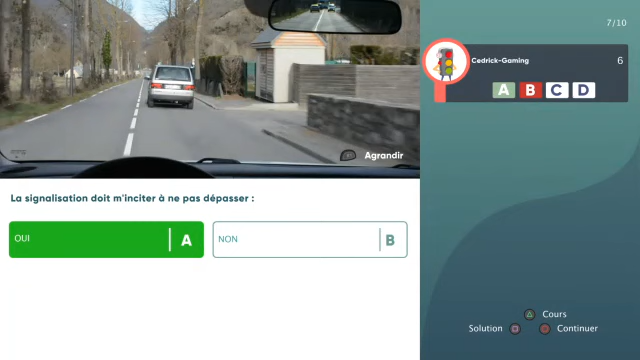 7/10
Cedrick-Gaming 6
A B C D
Agrandir
La signalisation doit m'inciter à ne pas dépasser :
OUI A
NON B
Cours
Solution Continuer